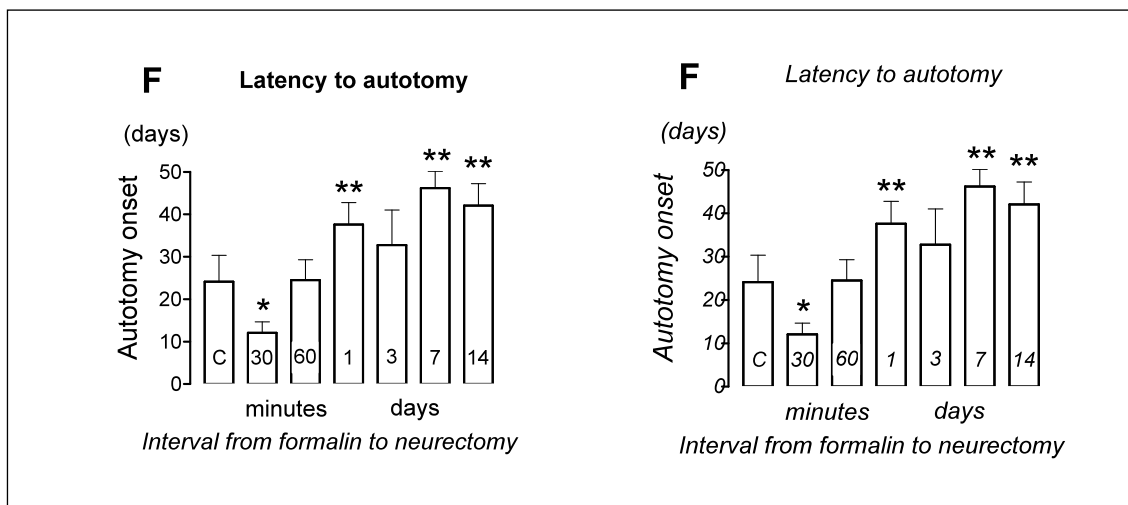 F Latency to autotomy
(days)
Autotomy onset
50
40
30
20
10
0
** ** ** *
C 30 60 1 3 7 14
minutes days
Interval from formalin to neurectomy
F Latency to autotomy
(days)
Autotomy onset
50
40
30
20
10
0
** ** ** *
C 30 60 1 3 7 14
minutes days
Interval from formalin to neurectomy